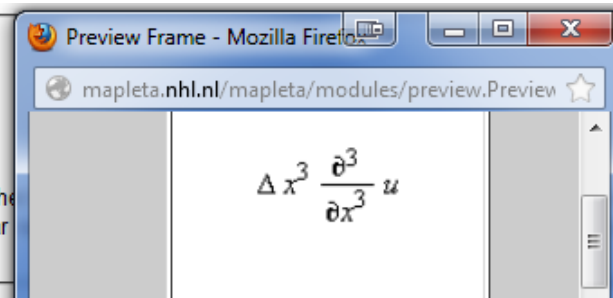 Preview Frame - Mozilla Firefox
mapleta.nhl.nl/mapleta/modules/preview.Preview
Δ x³ ∂³/∂x³ u